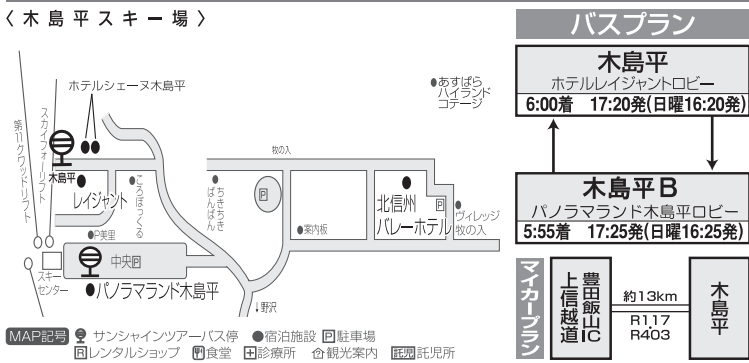 〈木島平スキー場〉
ホテルシェーヌ木島平
あすぱら
ハイランド
コテージ
スカイフォーリフト
第11クワッドリフト
木島平
レイジャント
ころぼっくる
牧の入
ちきちき
ばんばん
P
北信州
バレーホテル
P
ヴィレッジ
牧の入
案内板
P美里
中央P
スキー
センター
パノラマランド木島平
↓野沢
MAP記号 サンシャインツアーバス停 ●宿泊施設 P駐車場
Rレンタルショップ 食堂 診療所 観光案内 託児託児所
バスプラン
木島平
ホテルレイジャントロビー
6:00着 17:20発(日曜16:20発)
木島平B
パノラマランド木島平ロビー
5:55着 17:25発(日曜16:25発)
マイカープラン
上信越道
豊田飯山IC
約13km
R117
R403
木島平